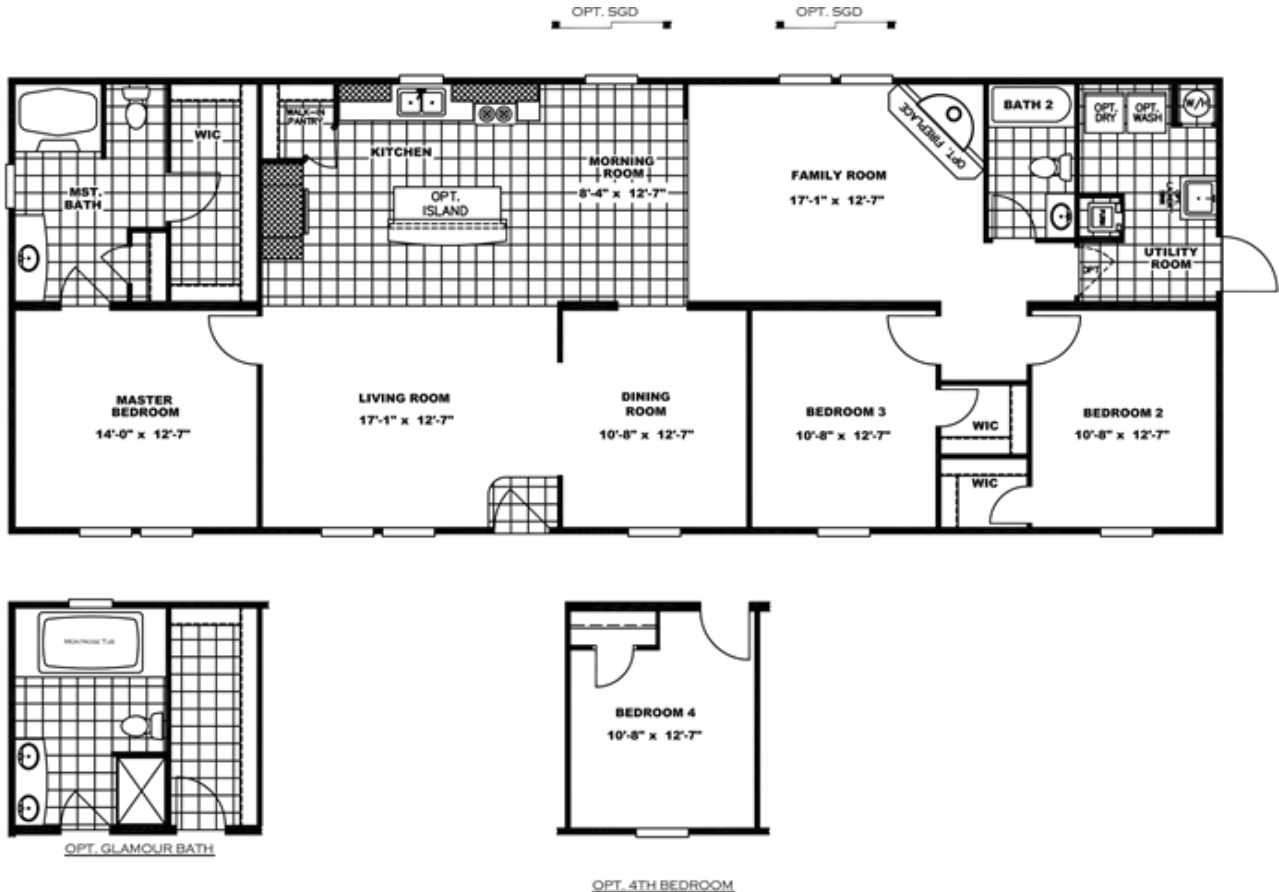 OPT. SGD
OPT. SGD
WIC
WALK-IN
PANTRY
KITCHEN
OPT.
ISLAND
MORNING
ROOM
8'-4" x 12'-7"
FAMILY ROOM
17'-1" x 12'-7"
OPT. FIREPLACE
BATH 2
OPT.
DRY
OPT.
WASH
W/H
MST.
BATH
FURN
OPT
UTILITY
ROOM
MASTER
BEDROOM
14'-0" x 12'-7"
LIVING ROOM
17'-1" x 12'-7"
DINING
ROOM
10'-8" x 12'-7"
BEDROOM 3
10'-8" x 12'-7"
WIC
WIC
BEDROOM 2
10'-8" x 12'-7"
MONTROSE TUB
OPT. GLAMOUR BATH
BEDROOM 4
10'-8" x 12'-7"
OPT. 4TH BEDROOM